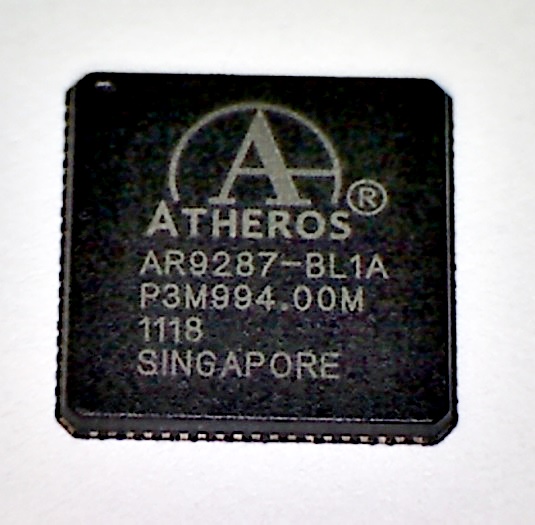 A
ATHEROS®
AR9287-BL1A
P3M994.00M
1118
SINGAPORE